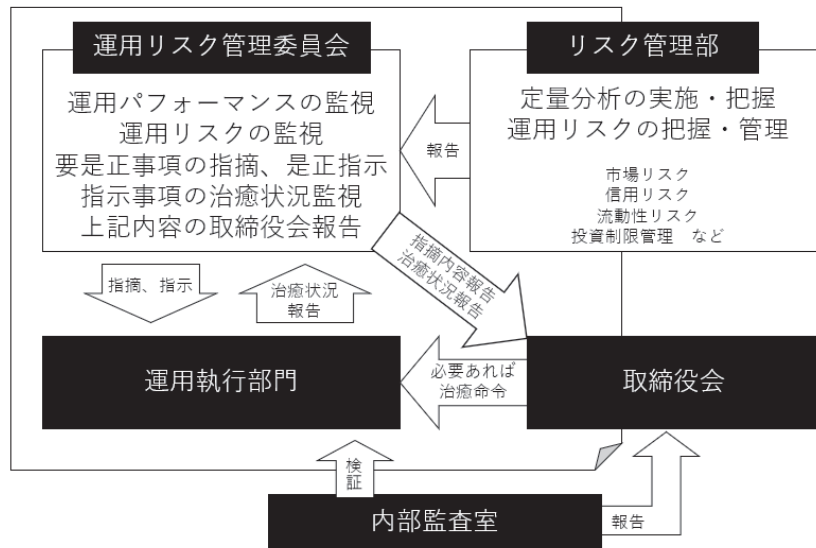 運用リスク管理委員会
運用パフォーマンスの監視
運用リスクの監視
要是正事項の指摘、是正指示
指示事項の治癒状況監視
上記内容の取締役会報告
リスク管理部
定量分析の実施・把握
運用リスクの把握・管理
市場リスク
信用リスク
流動性リスク
投資制限管理　など
報告
指摘、指示
治癒状況
報告
指摘内容報告
治癒状況報告
運用執行部門
必要あれば
治癒命令
取締役会
検証
内部監査室
報告